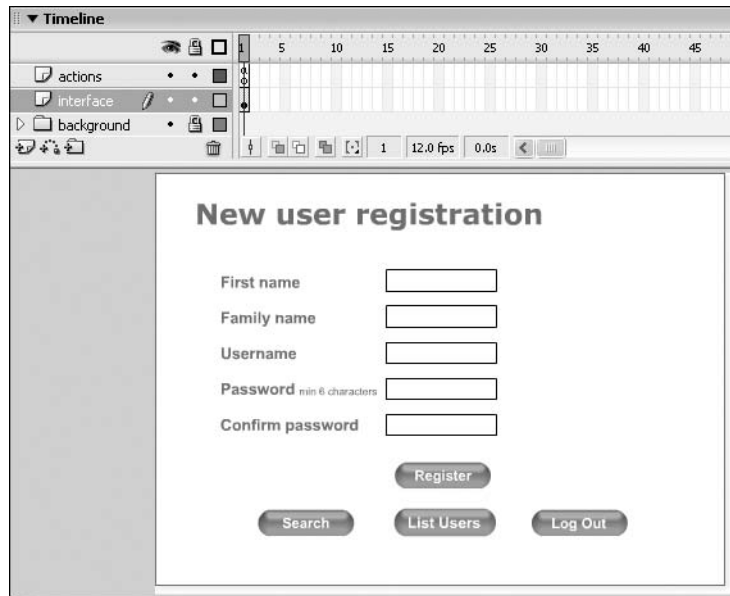 Timeline
1 5 10 15 20 25 30 35 40 45
actions
interface
background
1 12.0 fps 0.0s
New user registration
First name
Family name
Username
Password min 6 characters
Confirm password
Register
Search List Users Log Out